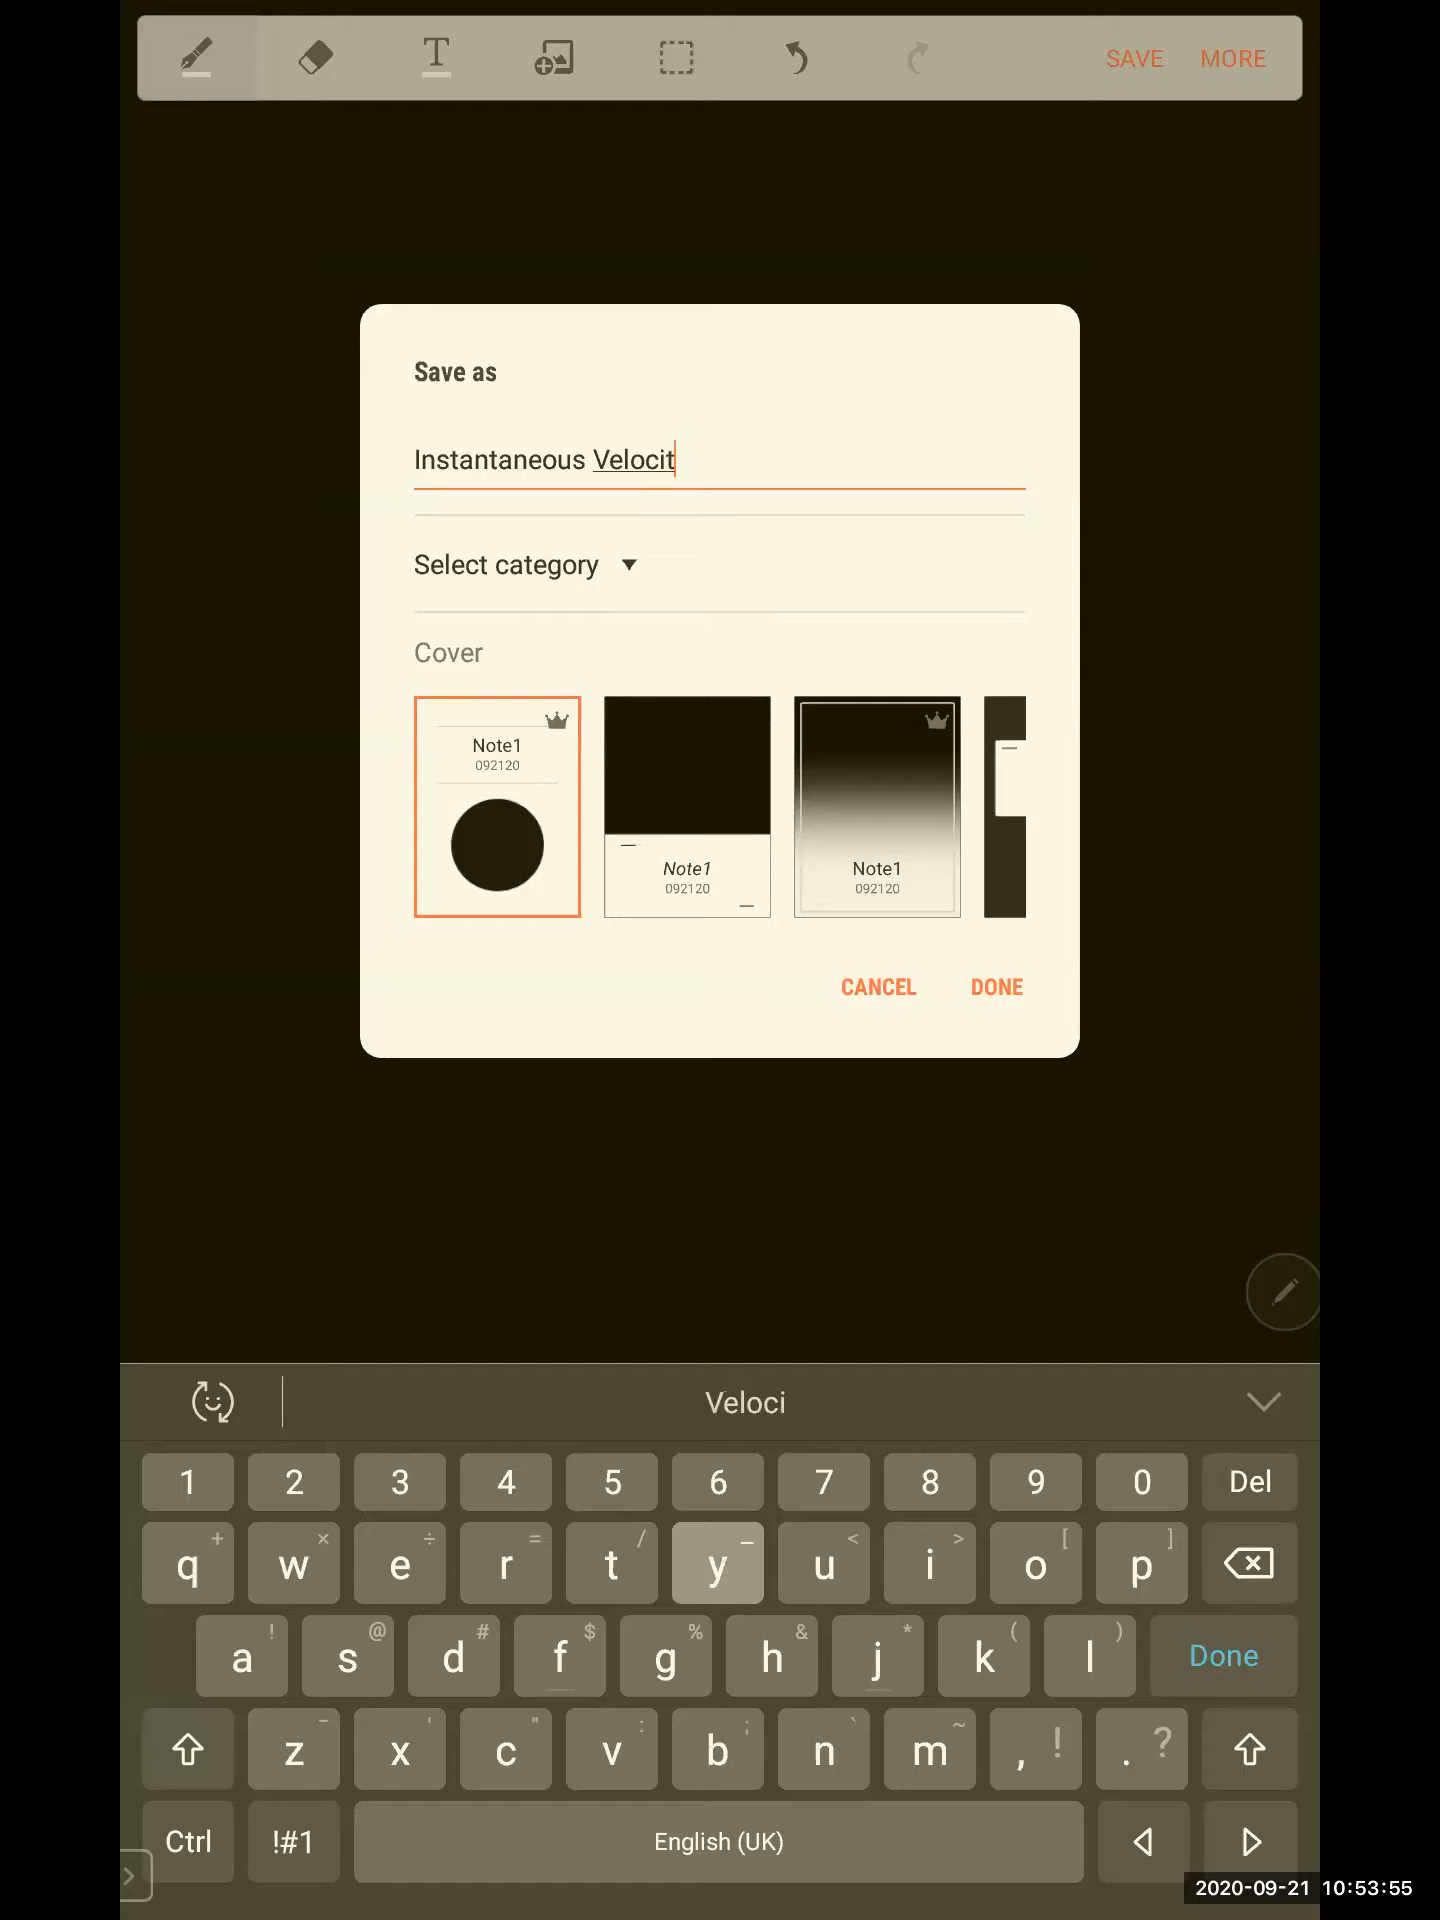 T
SAVE MORE
Save as
Instantaneous Velocit
Select category
Cover
Note1
092120
Note1
092120
Note1
092120
CANCEL DONE
Veloci
1 2 3 4 5 6 7 8 9 0 Del
+ × ÷ = / _ < > [ ]
q w e r t y u i o p
! @ # $ % & * ( )
a s d f g h j k l Done
- ' " : ; ` ~ ! ?
z x c v b n m , .
Ctrl !#1 English (UK)
2020-09-21 10:53:55